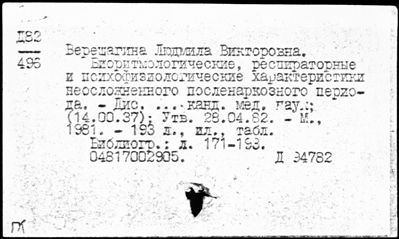 Д82
496
Верещагина Людмила Викторовна.
Биоритмологические, респираторные
и психофизиологические характеристики
неосложненного посленаркозного перио-
да. - Дис. ... канд. мед. наук.;
(14.00.37); Утв. 28.04.82. - М.,
1981. - 193 л., ил., табл.
Библиогр.: л. 171-193.
04817002905. Д 94782